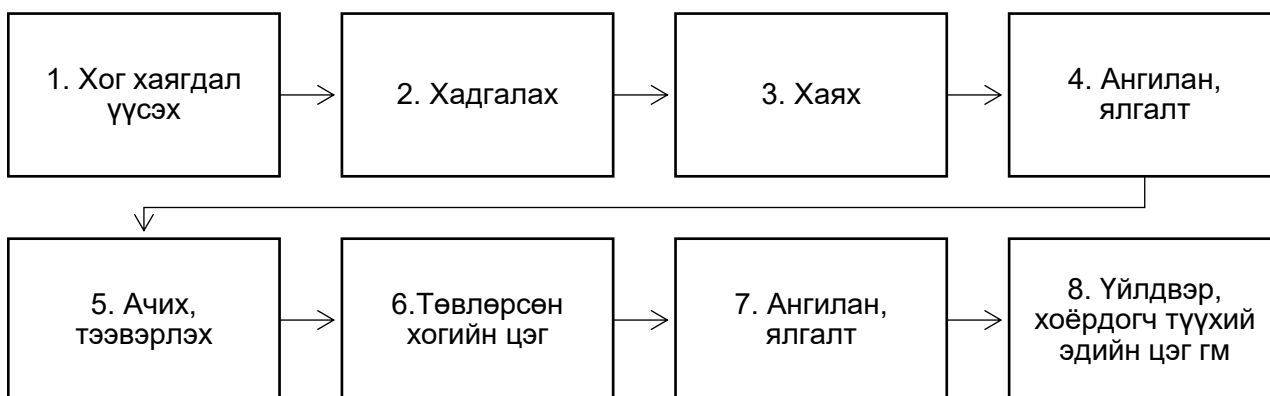 1. Хог хаягдал
үүсэх
2. Хадгалах
3. Хаях
4. Ангилан,
ялгалт
5. Ачих,
тээвэрлэх
6.Төвлөрсөн
хогийн цэг
7. Ангилан,
ялгалт
8. Үйлдвэр,
хоёрдогч түүхий
эдийн цэг гм